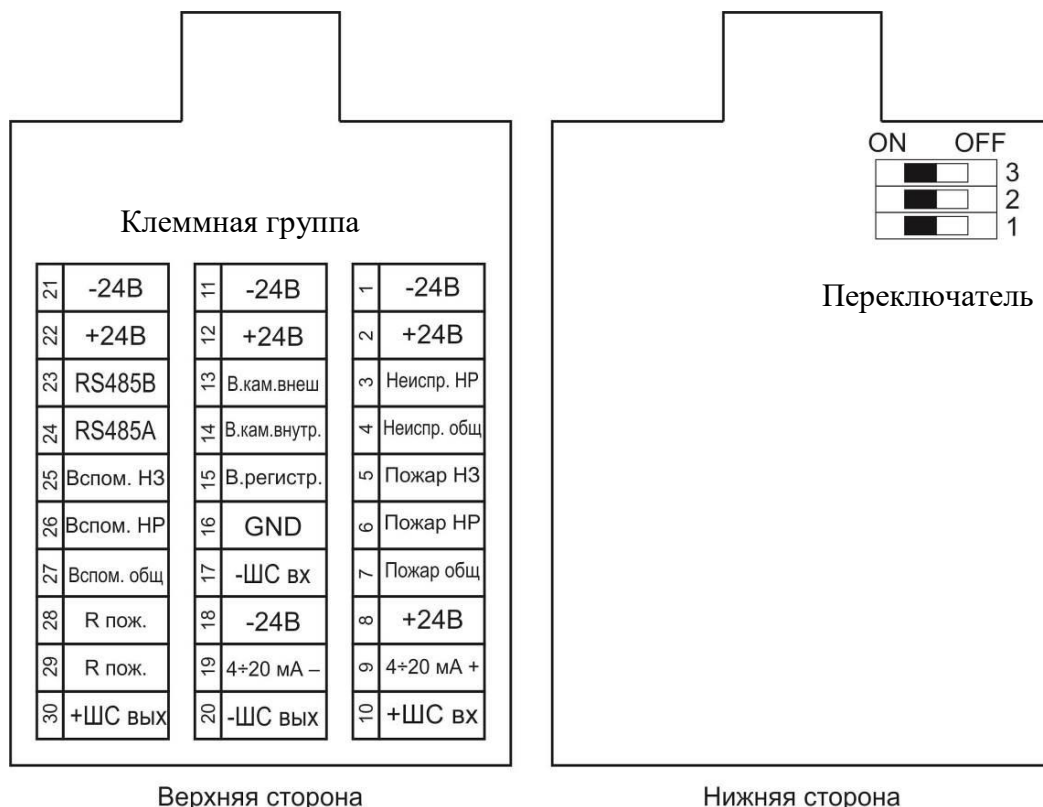 Клеммная группа
21 -24В 11 -24В 1 -24В
22 +24В 12 +24В 2 +24В
23 RS485B 13 В.кам.внеш 3 Неиспр. НР
24 RS485A 14 В.кам.внутр. 4 Неиспр. общ
25 Вспом. НЗ 15 В.регистр. 5 Пожар НЗ
26 Вспом. НР 16 GND 6 Пожар НР
27 Вспом. общ 17 -ШС вх 7 Пожар общ
28 R пож. 18 -24В 8 +24В
29 R пож. 19 4÷20 мА – 9 4÷20 мА +
30 +ШС вых 20 -ШС вых 10 +ШС вх
Верхняя сторона
ON OFF
3
2
1
Переключатель
Нижняя сторона